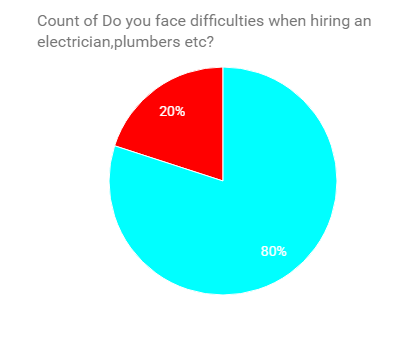 Count of Do you face difficulties when hiring an
electrician,plumbers etc?
20%
80%